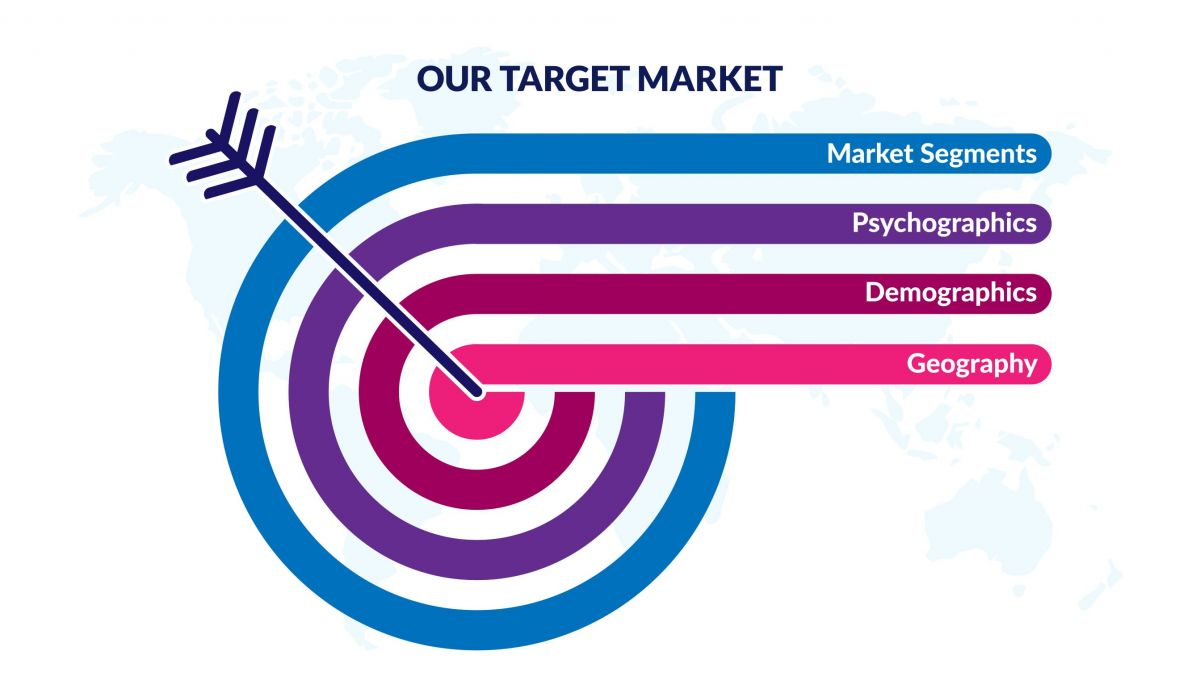 OUR TARGET MARKET
Market Segments
Psychographics
Demographics
Geography